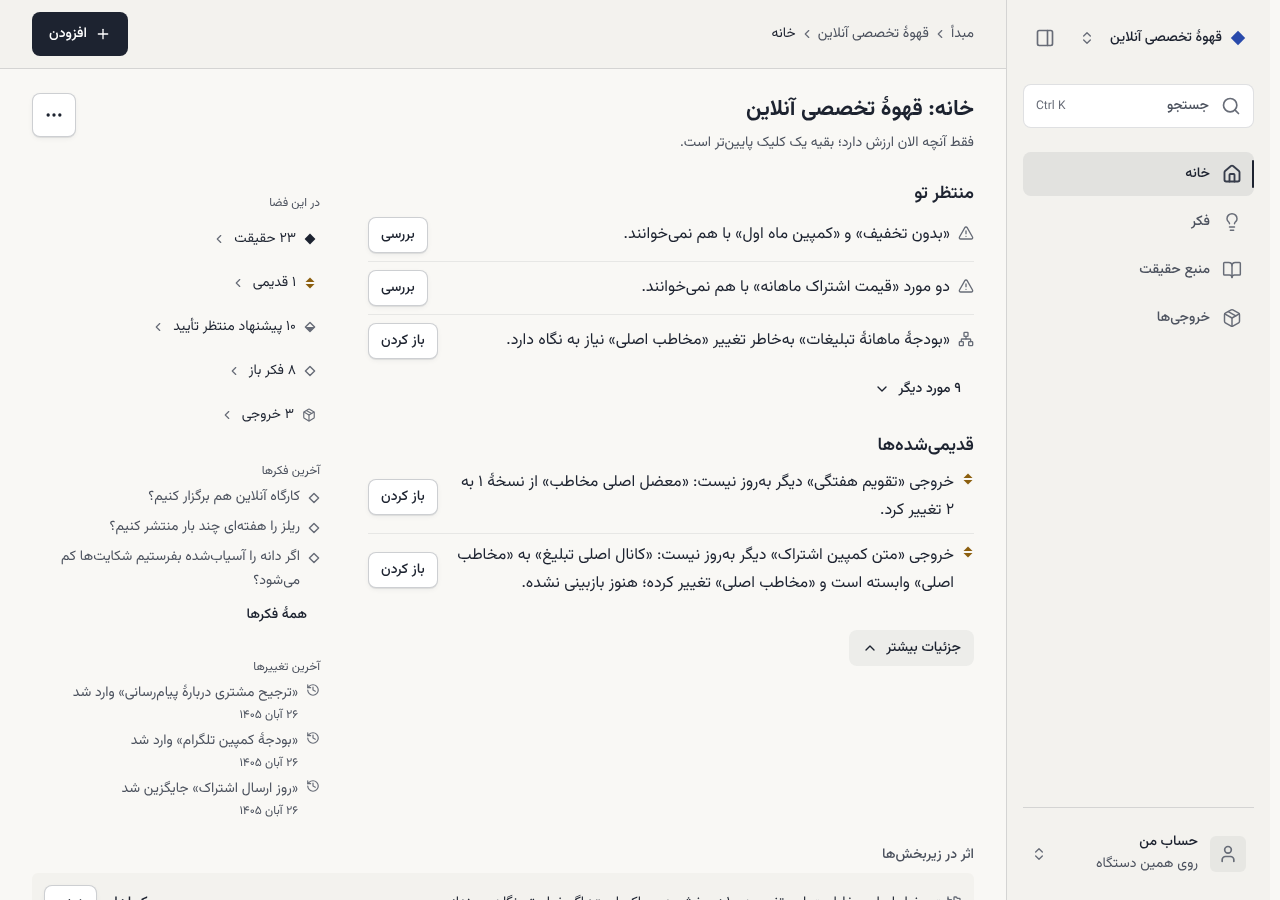 قهوهٔ تخصصی آنلاین
جستجو
Ctrl K
خانه
فکر
منبع حقیقت
خروجی‌ها
حساب من
روی همین دستگاه
مبدأ
قهوهٔ تخصصی آنلاین
خانه
افزودن
خانه: قهوهٔ تخصصی آنلاین
فقط آنچه الان ارزش دارد؛ بقیه یک کلیک پایین‌تر است.
منتظر تو
«بدون تخفیف» و «کمپین ماه اول» با هم نمی‌خوانند.
بررسی
دو مورد «قیمت اشتراک ماهانه» با هم نمی‌خوانند.
بررسی
«بودجهٔ ماهانهٔ تبلیغات» به‌خاطر تغییر «مخاطب اصلی» نیاز به نگاه دارد.
باز کردن
۹ مورد دیگر
قدیمی‌شده‌ها
خروجی «تقویم هفتگی» دیگر به‌روز نیست: «معضل اصلی مخاطب» از نسخهٔ ۱ به
۲ تغییر کرد.
باز کردن
خروجی «متن کمپین اشتراک» دیگر به‌روز نیست: «کانال اصلی تبلیغ» به «مخاطب
اصلی» وابسته است و «مخاطب اصلی» تغییر کرده؛ هنوز بازبینی نشده.
باز کردن
جزئیات بیشتر
در این فضا
۲۳ حقیقت
۱ قدیمی
۱۰ پیشنهاد منتظر تأیید
۸ فکر باز
۳ خروجی
آخرین فکرها
کارگاه آنلاین هم برگزار کنیم؟
ریلز را هفته‌ای چند بار منتشر کنیم؟
اگر دانه را آسیاب‌شده بفرستیم شکایت‌ها کم
می‌شود؟
همهٔ فکرها
آخرین تغییرها
«ترجیح مشتری دربارهٔ پیام‌رسانی» وارد شد
۲۶ آبان ۱۴۰۵
«بودجهٔ کمپین تلگرام» وارد شد
۲۶ آبان ۱۴۰۵
«روز ارسال اشتراک» جایگزین شد
۲۶ آبان ۱۴۰۵
اثر در زیربخش‌ها